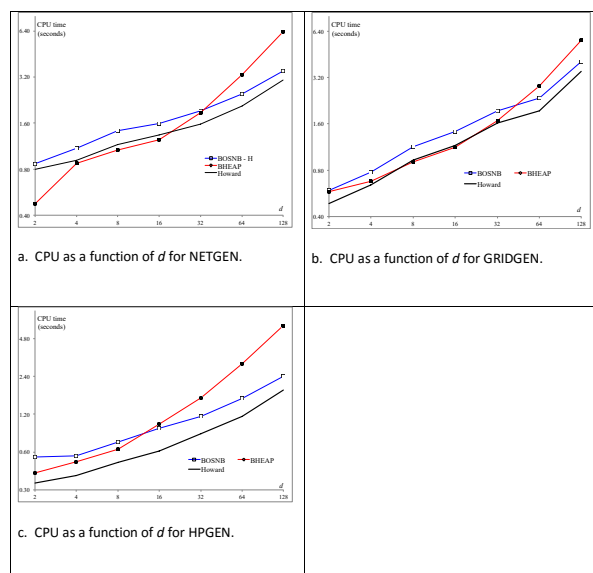 CPU time
(seconds)
6.40
3.20
1.60
0.80
0.40
BOSNB - H
BHEAP
Howard
d
2 4 8 16 32 64 128
a. CPU as a function of d for NETGEN.
CPU time
(seconds)
6.40
3.20
1.60
0.80
0.40
BOSNB BHEAP
Howard
d
2 4 8 16 32 64 128
b. CPU as a function of d for GRIDGEN.
CPU time
(seconds)
4.80
2.40
1.20
0.60
0.30
BOSNB BHEAP
Howard
d
2 4 8 16 32 64 128
c. CPU as a function of d for HPGEN.